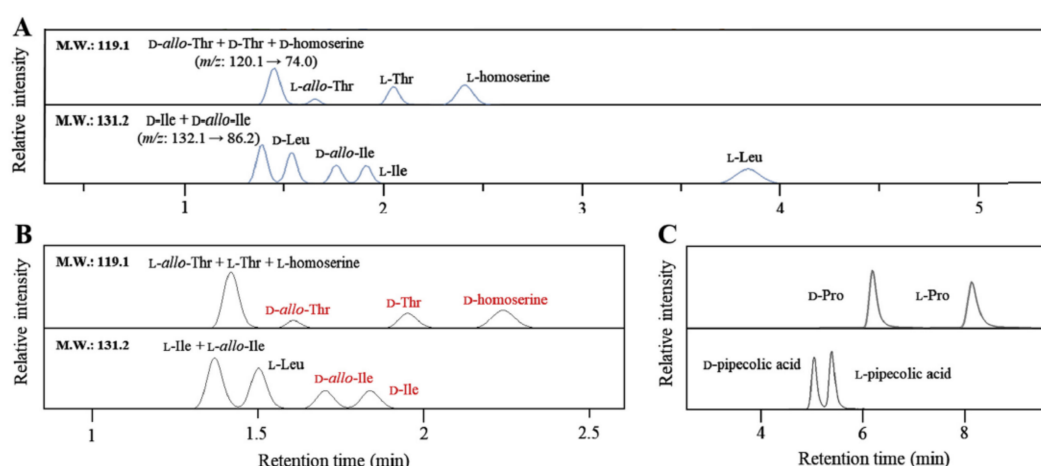 A
Relative intensity
M.W.: 119.1
D-allo-Thr + D-Thr + D-homoserine
(m/z: 120.1 → 74.0)
L-allo-Thr
L-Thr
L-homoserine
M.W.: 131.2
D-Ile + D-allo-Ile
(m/z: 132.1 → 86.2)
D-Leu
D-allo-Ile
L-Ile
L-Leu
1 2 3 4 5
B
Relative intensity
M.W.: 119.1
L-allo-Thr + L-Thr + L-homoserine
D-allo-Thr
D-Thr
D-homoserine
M.W.: 131.2
L-Ile + L-allo-Ile
L-Leu
D-allo-Ile
D-Ile
1 1.5 2 2.5
Retention time (min)
C
Relative intensity
D-Pro
L-Pro
D-pipecolic acid
L-pipecolic acid
4 6 8
Retention time (min)